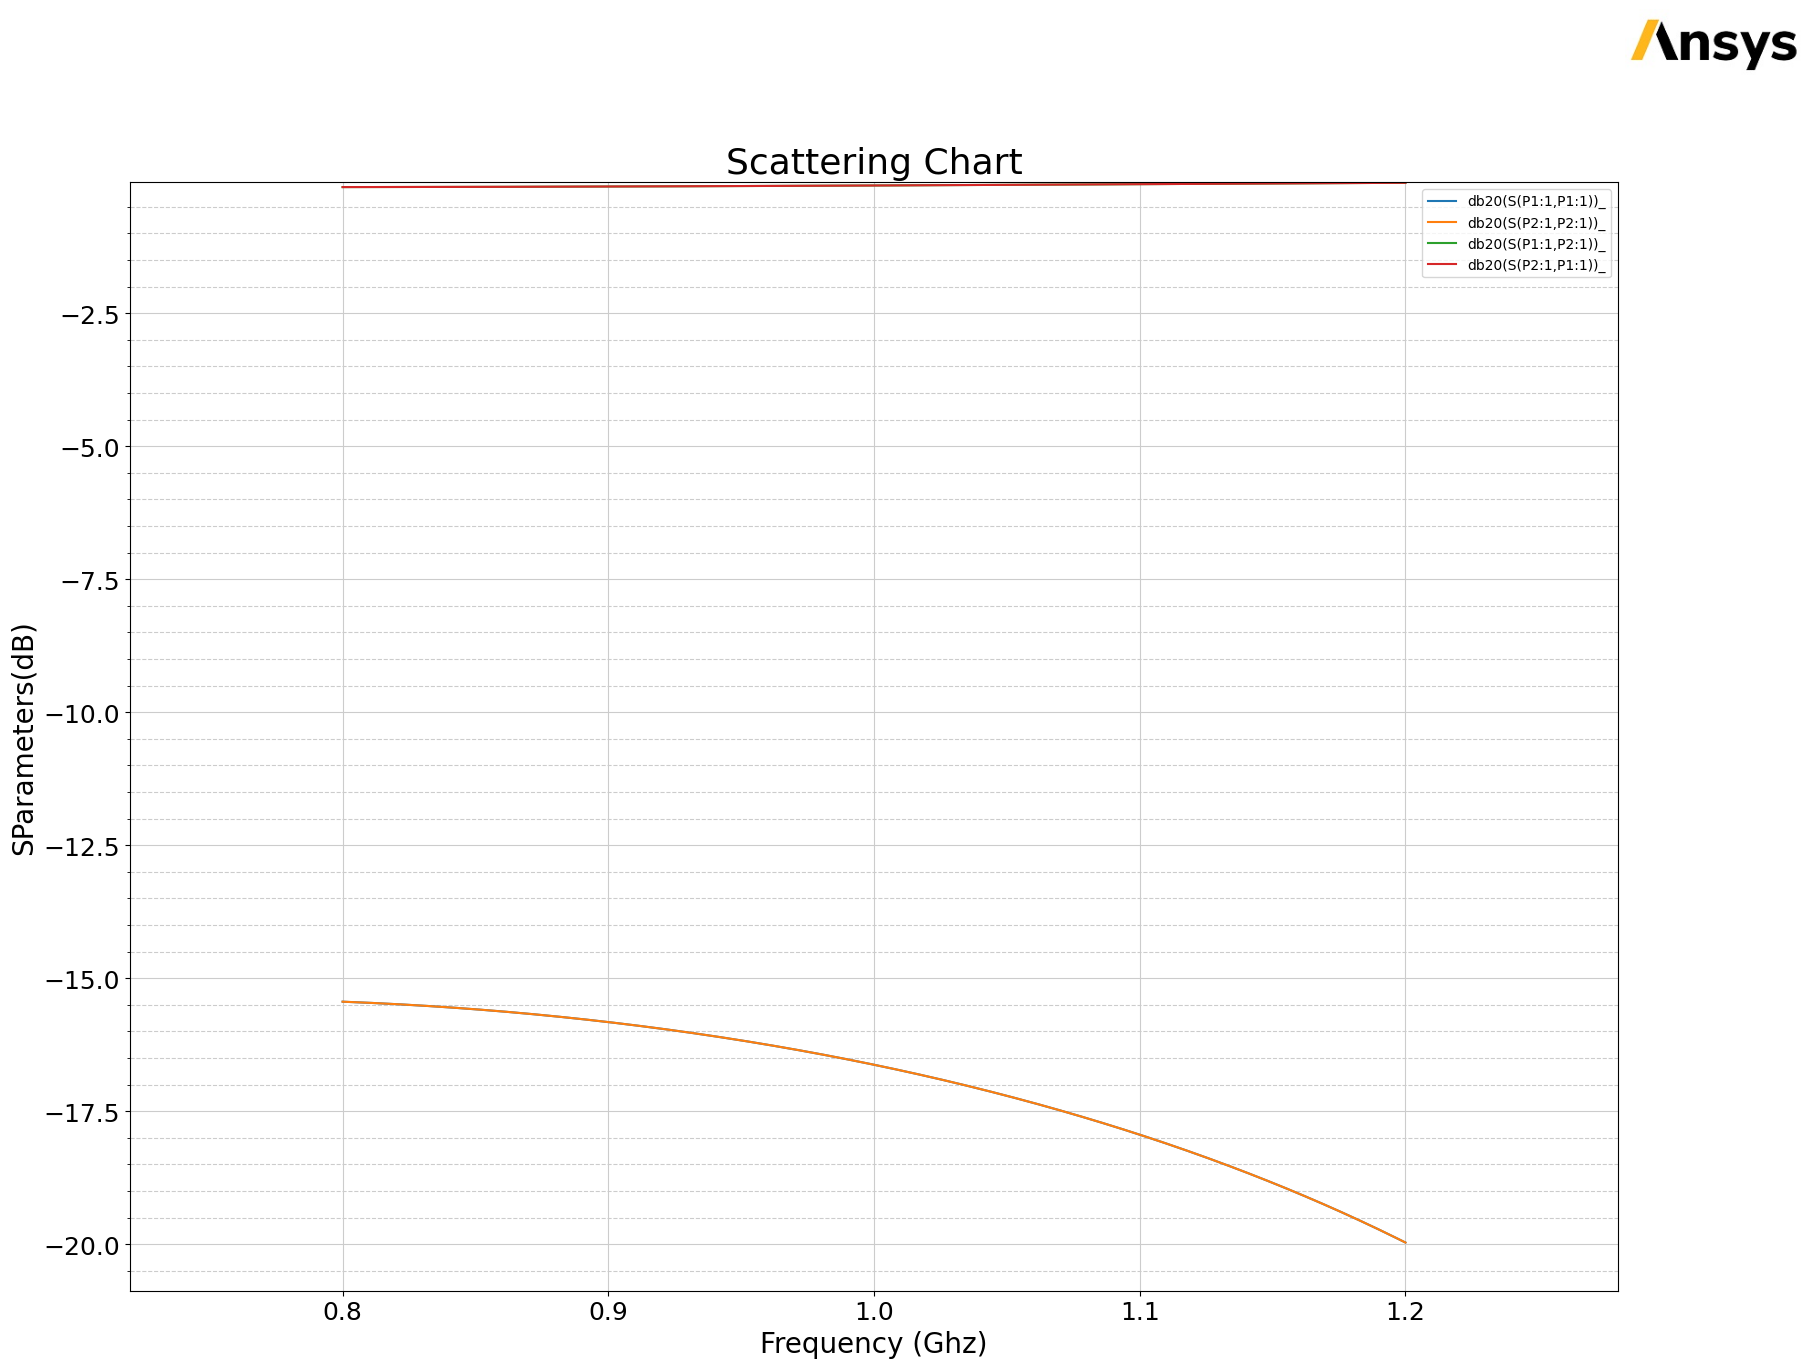 Ansys
Scattering Chart
db20(S(P1:1,P1:1))_
db20(S(P2:1,P2:1))_
db20(S(P1:1,P2:1))_
db20(S(P2:1,P1:1))_
−2.5
−5.0
−7.5
−10.0
−12.5
−15.0
−17.5
−20.0
SParameters(dB)
0.8 0.9 1.0 1.1 1.2
Frequency (Ghz)